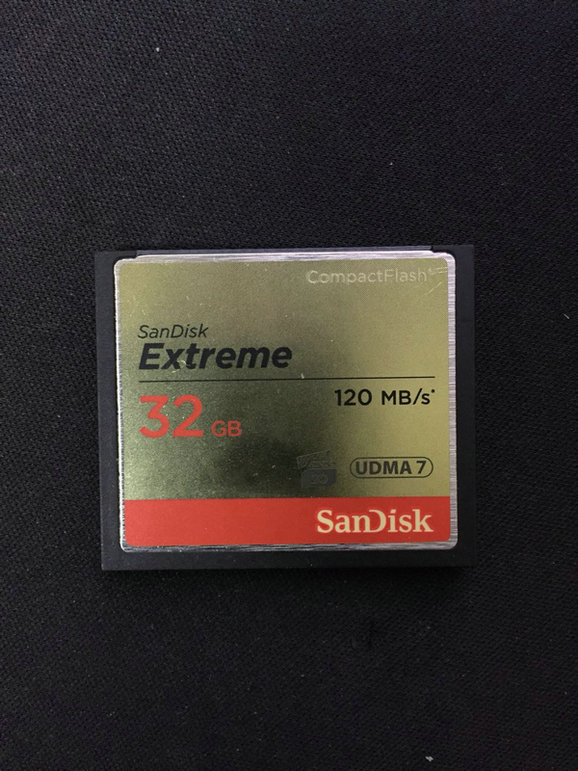 CompactFlash®
SanDisk
Extreme
120 MB/s*
32 GB
UDMA 7
SanDisk